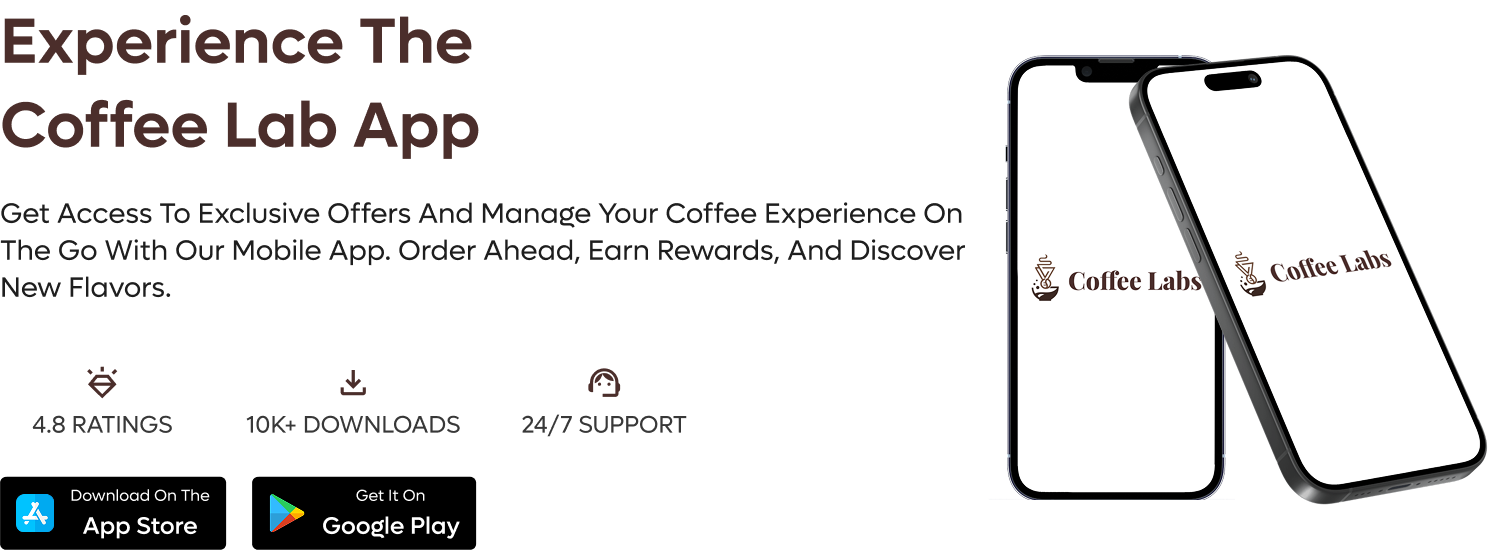 Experience The
Coffee Lab App
Get Access To Exclusive Offers And Manage Your Coffee Experience On
The Go With Our Mobile App. Order Ahead, Earn Rewards, And Discover
New Flavors.
4.8 RATINGS
10K+ DOWNLOADS
24/7 SUPPORT
Download On The
App Store
Get It On
Google Play
Coffee Labs
Coffee Labs